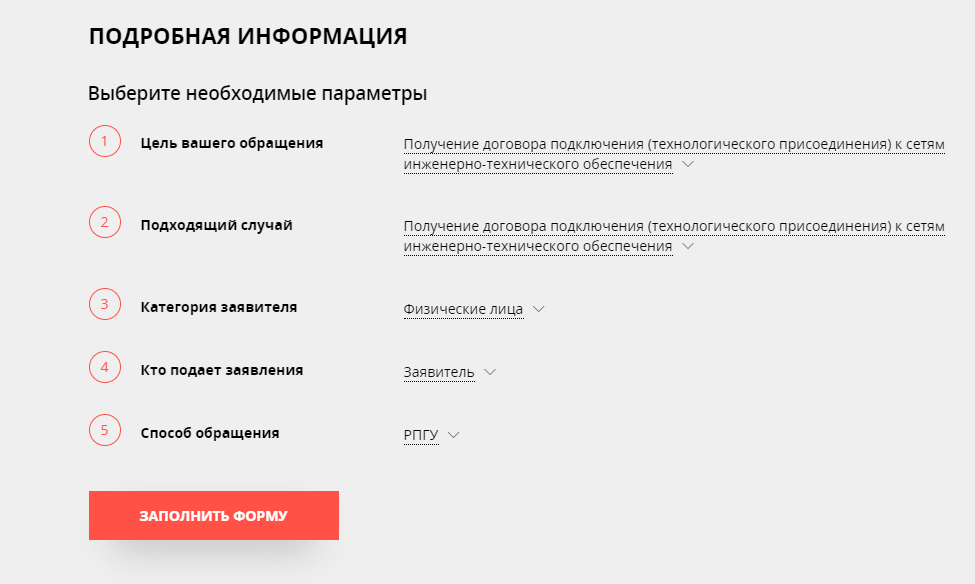 ПОДРОБНАЯ ИНФОРМАЦИЯ
Выберите необходимые параметры
1 Цель вашего обращения Получение договора подключения (технологического присоединения) к сетям
инженерно-технического обеспечения
2 Подходящий случай Получение договора подключения (технологического присоединения) к сетям
инженерно-технического обеспечения
3 Категория заявителя Физические лица
4 Кто подает заявления Заявитель
5 Способ обращения РПГУ
ЗАПОЛНИТЬ ФОРМУ